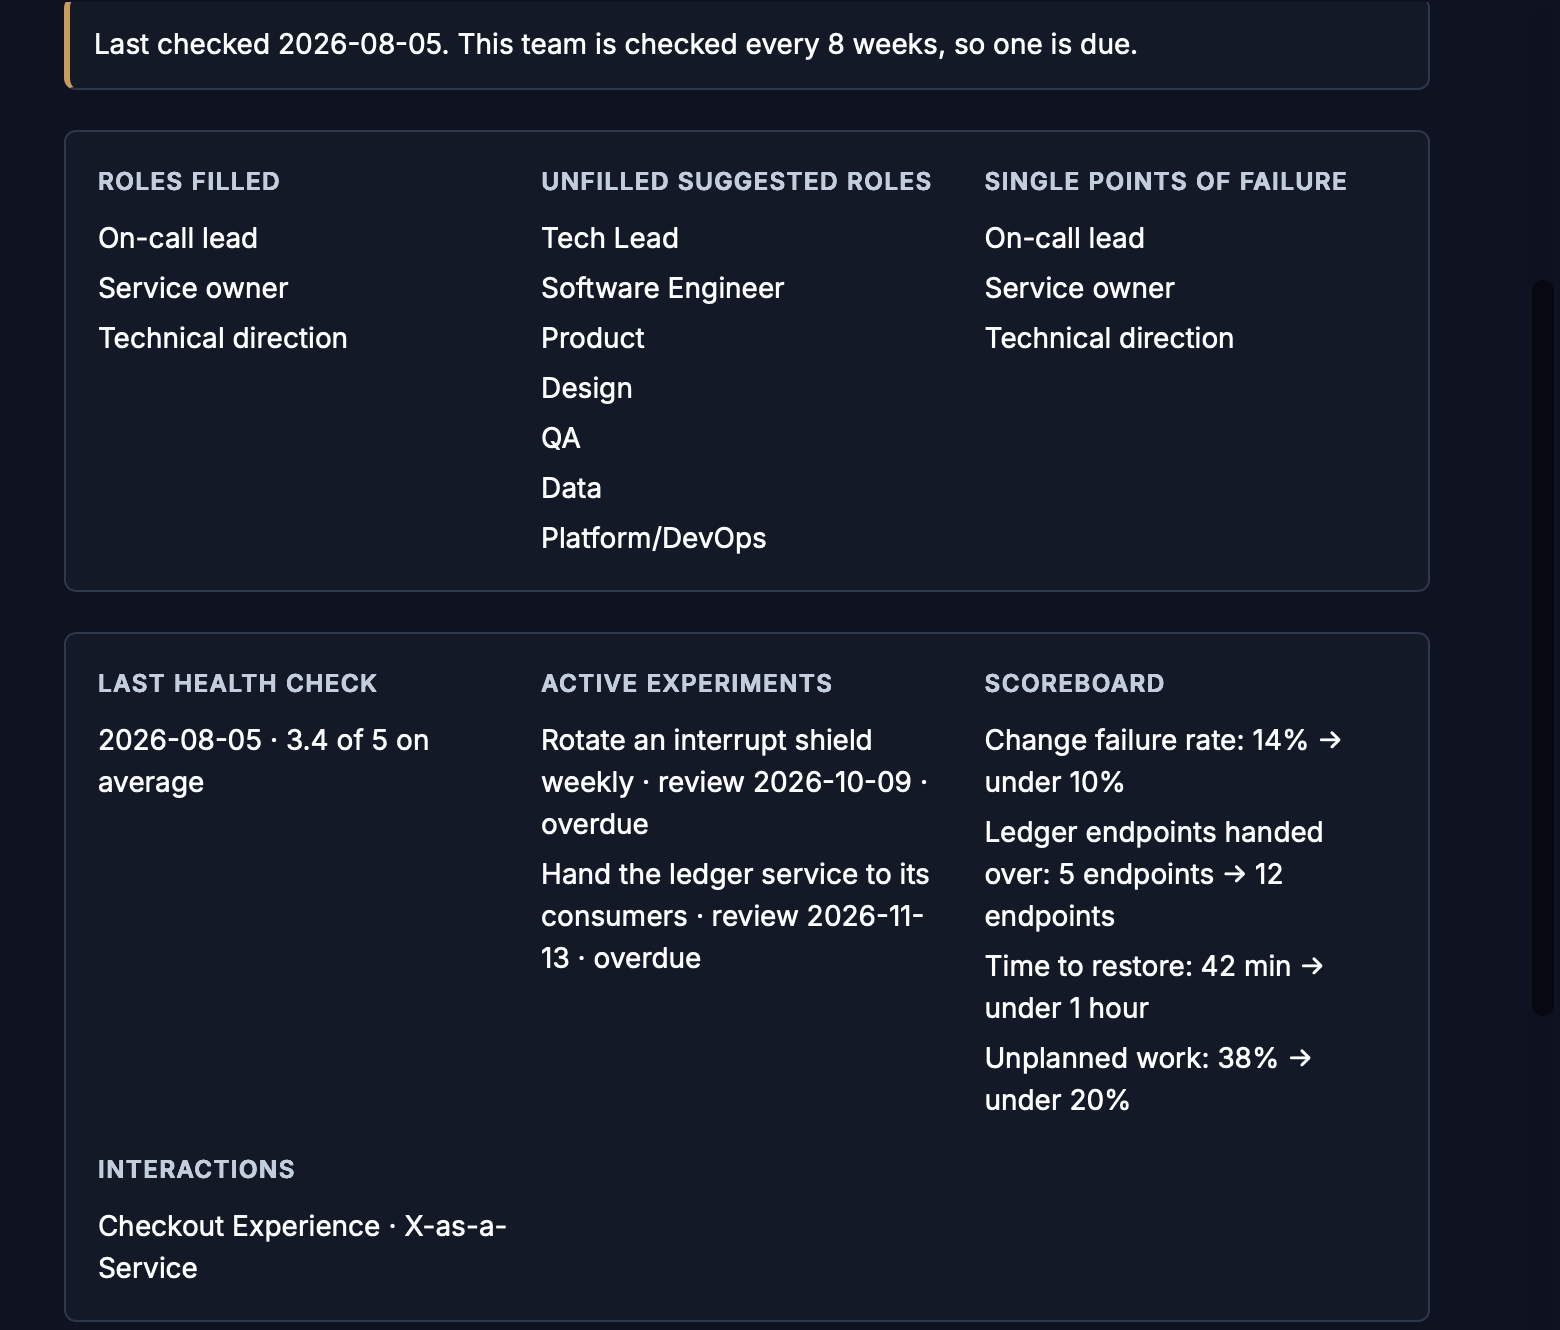 Last checked 2026-08-05. This team is checked every 8 weeks, so one is due.
ROLES FILLED
On-call lead
Service owner
Technical direction
UNFILLED SUGGESTED ROLES
Tech Lead
Software Engineer
Product
Design
QA
Data
Platform/DevOps
SINGLE POINTS OF FAILURE
On-call lead
Service owner
Technical direction
LAST HEALTH CHECK
2026-08-05 · 3.4 of 5 on
average
ACTIVE EXPERIMENTS
Rotate an interrupt shield
weekly · review 2026-10-09 ·
overdue
Hand the ledger service to its
consumers · review 2026-11-
13 · overdue
SCOREBOARD
Change failure rate: 14% →
under 10%
Ledger endpoints handed
over: 5 endpoints → 12
endpoints
Time to restore: 42 min →
under 1 hour
Unplanned work: 38% →
under 20%
INTERACTIONS
Checkout Experience · X-as-a-
Service